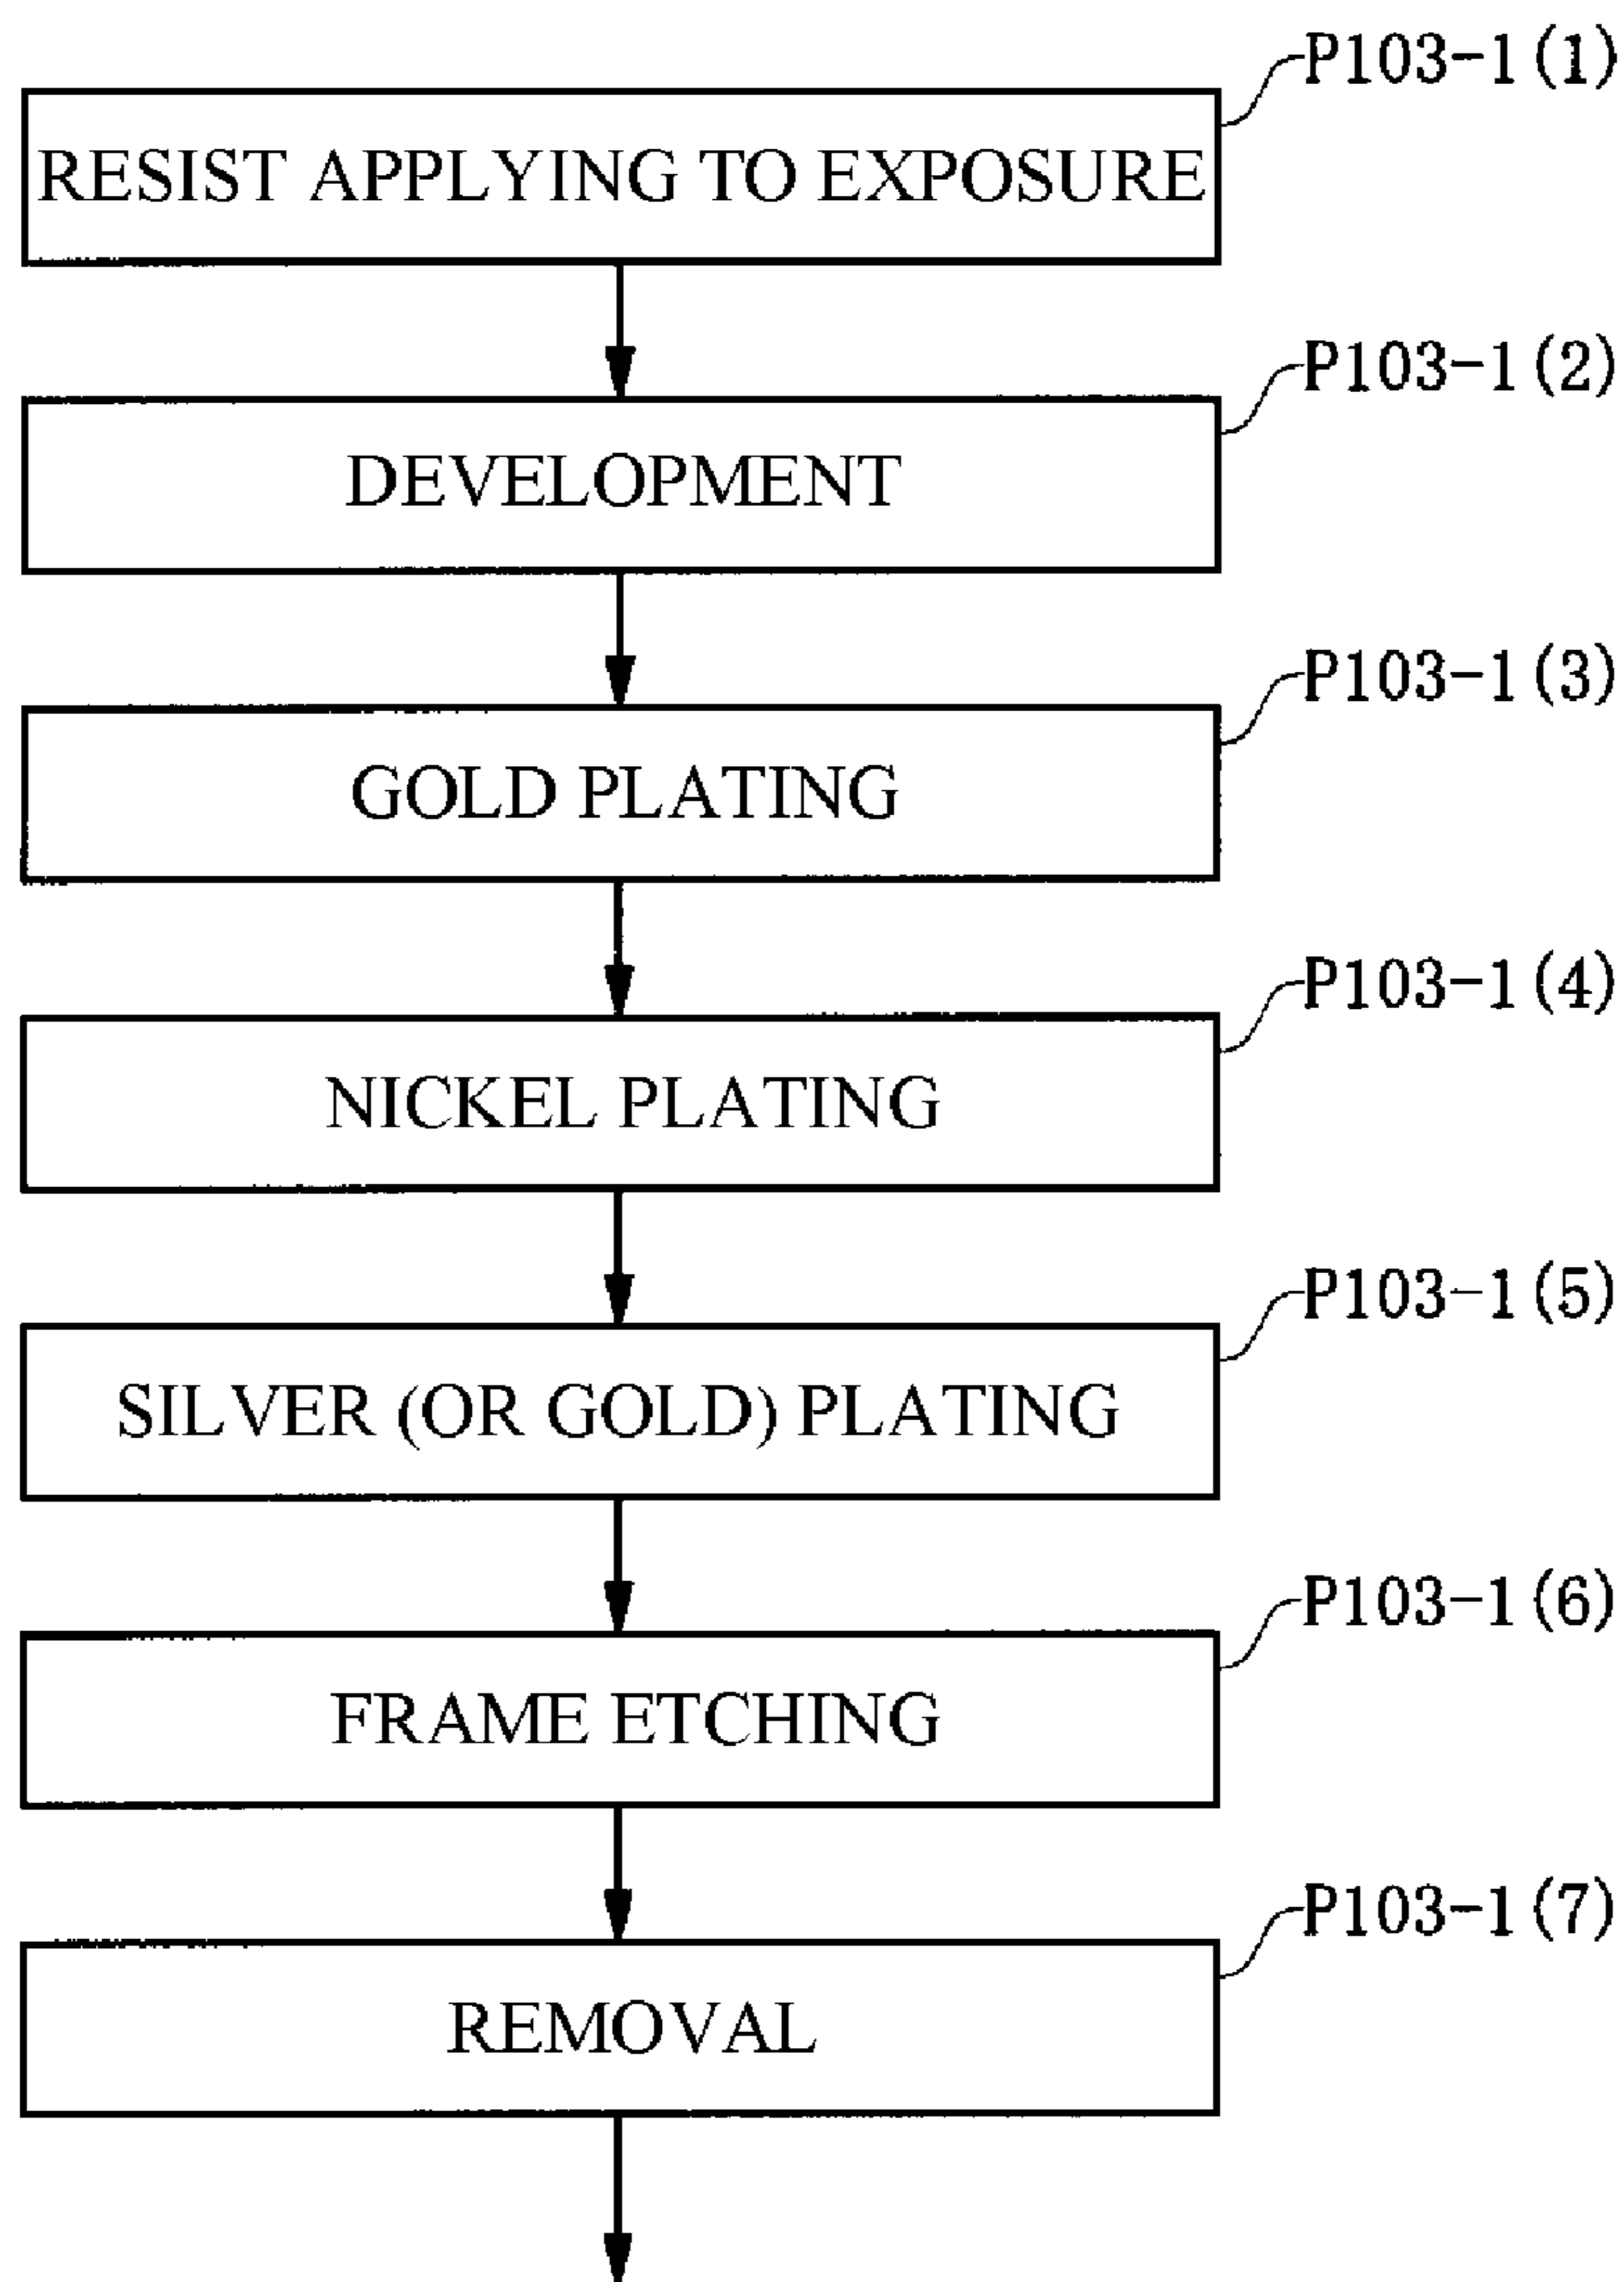 P103-1(1)
RESIST APPLYING TO EXPOSURE
P103-1(2)
DEVELOPMENT
P103-1(3)
GOLD PLATING
P103-1(4)
NICKEL PLATING
P103-1(5)
SILVER (OR GOLD) PLATING
P103-1(6)
FRAME ETCHING
P103-1(7)
REMOVAL